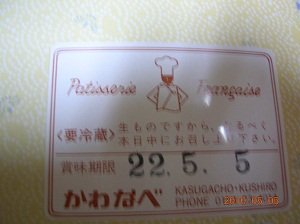 Patisserie Française
〈要冷蔵〉 生ものですから、なるべく
本日中にお召し上り下さい。
賞味期限 22.5.5
かわなべ KASUGACHO・KUSHIRO
PHONE